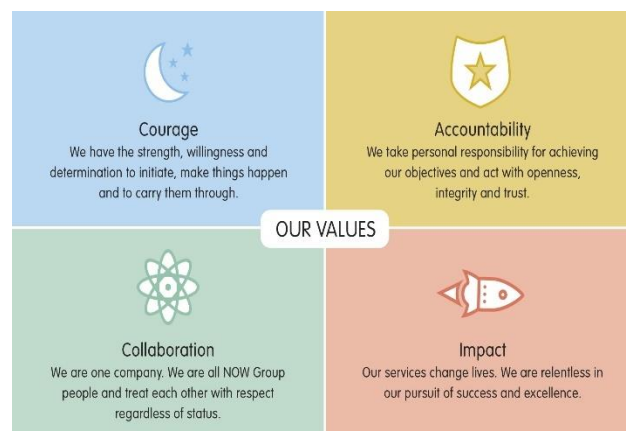 Courage
We have the strength, willingness and
determination to initiate, make things happen
and to carry them through.
Accountability
We take personal responsibility for achieving
our objectives and act with openness,
integrity and trust.
OUR VALUES
Collaboration
We are one company. We are all NOW Group
people and treat each other with respect
regardless of status.
Impact
Our services change lives. We are relentless in
our pursuit of success and excellence.